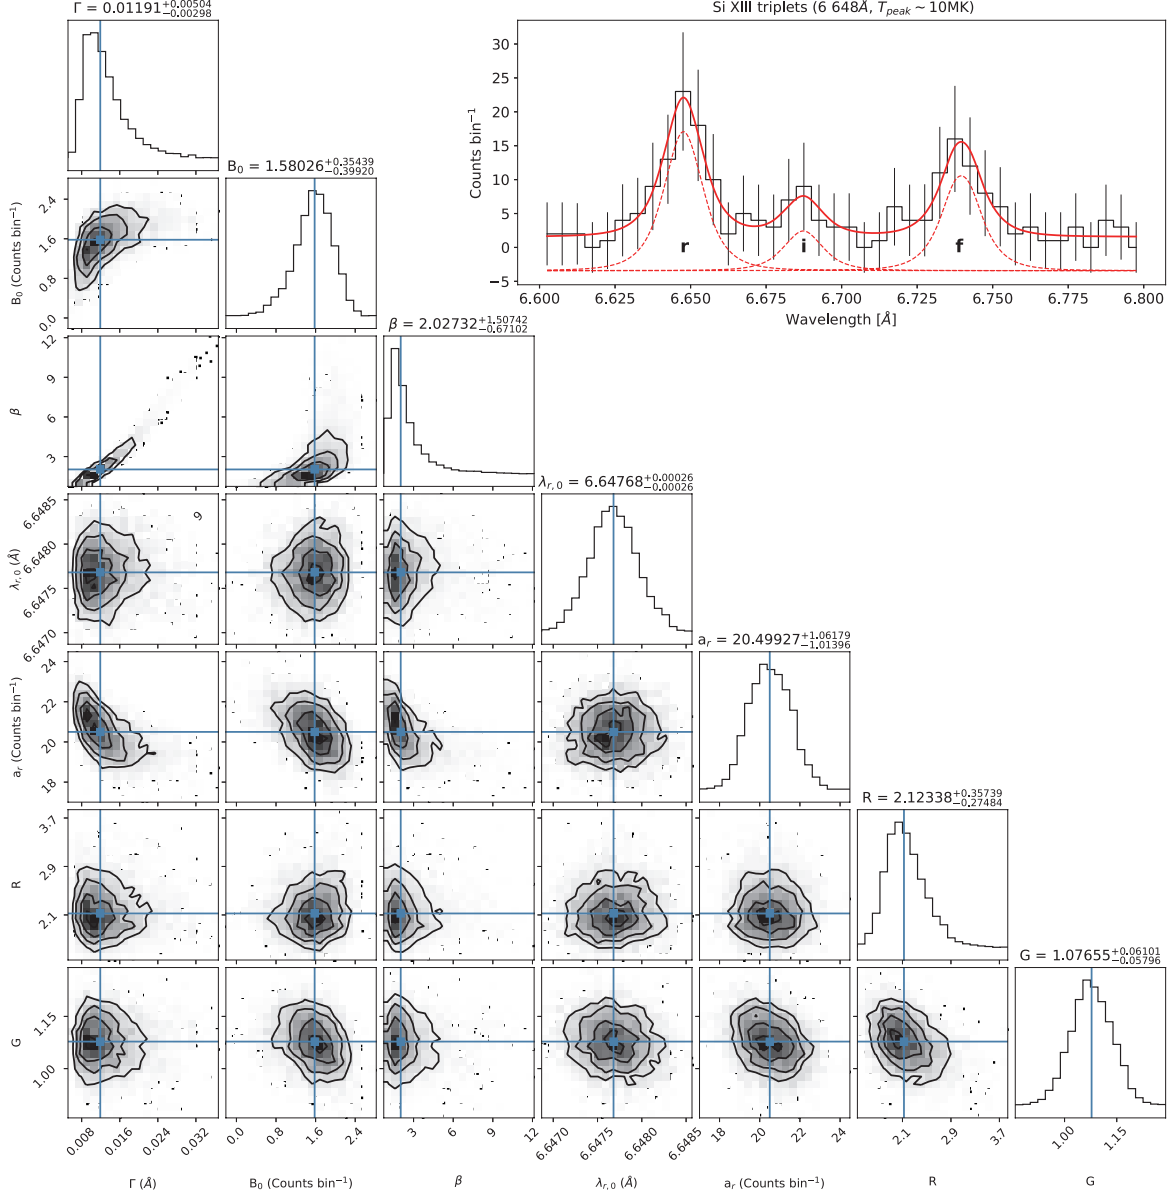 Γ = 0.01191+0.00504 −0.00298
Si XIII triplets (6 648Å, Tpeak ~ 10MK)
30
25
20
15
10
5
0
−5
Counts bin−1
r
i
f
6.600 6.625 6.650 6.675 6.700 6.725 6.750 6.775 6.800
Wavelength [Å]
B0 = 1.58026+0.35439 −0.39920
2.4
1.6
0.8
0.0
B0 (Counts bin−1)
β = 2.02732+1.50742 −0.67102
12
9
6
3
β
λr,0 = 6.64768+0.00026 −0.00026
6.6485
6.6480
6.6475
6.6470
λr,0 (Å)
9
ar = 20.49927+1.06179 −1.01396
24
22
20
18
ar (Counts bin−1)
R = 2.12338+0.35739 −0.27484
3.7
2.9
2.1
R
G = 1.07655+0.06101 −0.05796
1.15
1.00
G
0.008 0.016 0.024 0.032 0.0 0.8 1.6 2.4 3 6 9 12 6.6470 6.6475 6.6480 6.6485 18 20 22 24 2.1 2.9 3.7 1.00 1.15
Γ (Å) B0 (Counts bin−1) β λr,0 (Å) ar (Counts bin−1) R G